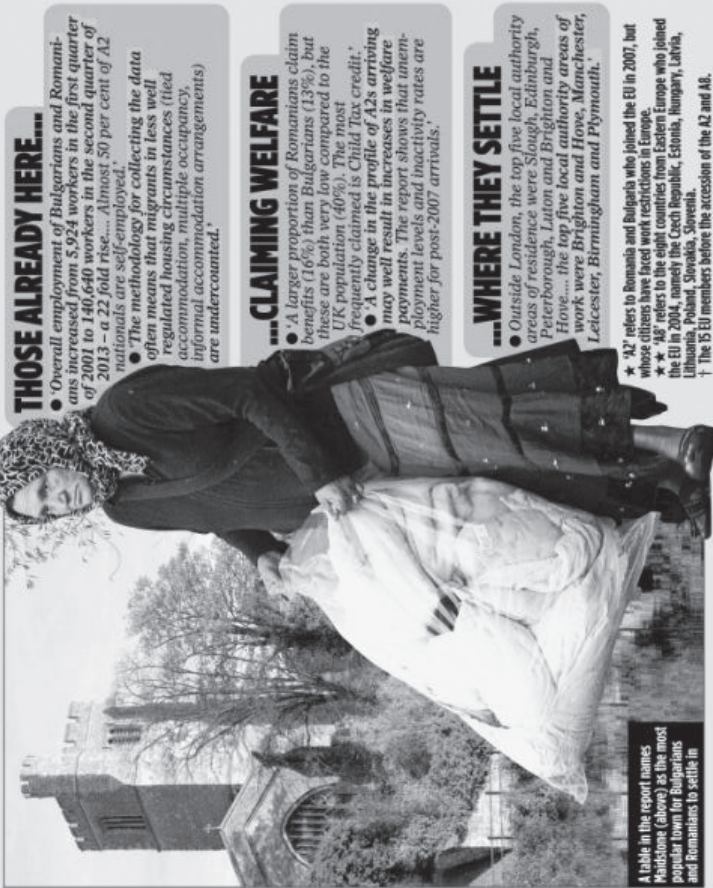 THOSE ALREADY HERE...
● 'Overall employment of Bulgarians and Romani-
ans increased from 5,924 workers in the first quarter
of 2001 to 140,640 workers in the second quarter of
2013 – a 22 fold rise.... Almost 50 per cent of A2
nationals are self-employed.'
● 'The methodology for collecting the data
often means that migrants in less well
regulated housing circumstances (tied
accommodation, multiple occupancy,
informal accommodation arrangements)
are undercounted.'
...CLAIMING WELFARE
● 'A larger proportion of Romanians claim
benefits (16%) than Bulgarians (13%), but
these are both very low compared to the
UK population (40%). The most
frequently claimed is Child Tax credit.'
● 'A change in the profile of A2s arriving
may well result in increases in welfare
payments. The report shows that unem-
ployment levels and inactivity rates are
higher for post-2007 arrivals.'
...WHERE THEY SETTLE
● Outside London, the top five local authority
areas of residence were Slough, Edinburgh,
Peterborough, Luton and Brighton and
Hove.... the top five local authority areas of
work were Brighton and Hove, Manchester,
Leicester, Birmingham and Plymouth.'
★ 'A2' refers to Romania and Bulgaria who joined the EU in 2007, but
whose citizens have faced work restrictions in Europe.
★★ 'A8' refers to the eight countries from Eastern Europe who joined
the EU in 2004, namely the Czech Republic, Estonia, Hungary, Latvia,
Lithuania, Poland, Slovakia, Slovenia.
† The 15 EU members before the accession of the A2 and A8.
A table in the report names
Maidstone (above) as the most
popular town for Bulgarians
and Romanians to settle in